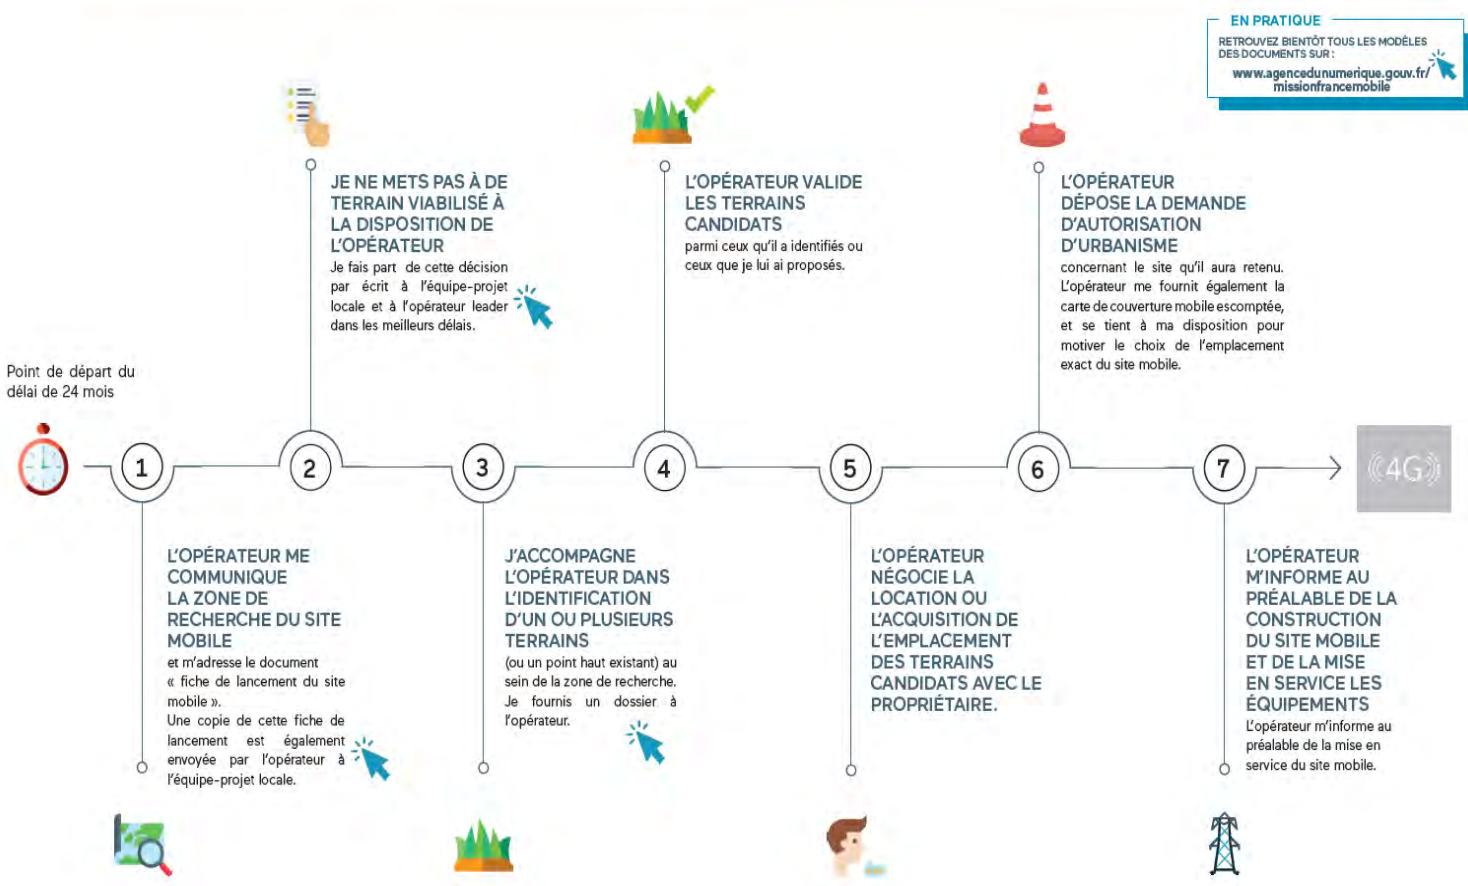 EN PRATIQUE
RETROUVEZ BIENTÔT TOUS LES MODÈLES
DES DOCUMENTS SUR :
www.agencedunumerique.gouv.fr/
missionfrancemobile
Point de départ du
délai de 24 mois
1
L'OPÉRATEUR ME
COMMUNIQUE
LA ZONE DE
RECHERCHE DU SITE
MOBILE
et m'adresse le document
« fiche de lancement du site
mobile ».
Une copie de cette fiche de
lancement est également
envoyée par l'opérateur à
l'équipe-projet locale.
2
JE NE METS PAS À DE
TERRAIN VIABILISÉ À
LA DISPOSITION DE
L'OPÉRATEUR
Je fais part de cette décision
par écrit à l'équipe-projet
locale et à l'opérateur leader
dans les meilleurs délais.
3
J'ACCOMPAGNE
L'OPÉRATEUR DANS
L'IDENTIFICATION
D'UN OU PLUSIEURS
TERRAINS
(ou un point haut existant) au
sein de la zone de recherche.
Je fournis un dossier à
l'opérateur.
4
L'OPÉRATEUR VALIDE
LES TERRAINS
CANDIDATS
parmi ceux qu'il a identifiés ou
ceux que je lui ai proposés.
5
L'OPÉRATEUR
NÉGOCIE LA
LOCATION OU
L'ACQUISITION DE
L'EMPLACEMENT
DES TERRAINS
CANDIDATS AVEC LE
PROPRIÉTAIRE.
6
L'OPÉRATEUR
DÉPOSE LA DEMANDE
D'AUTORISATION
D'URBANISME
concernant le site qu'il aura retenu.
L'opérateur me fournit également la
carte de couverture mobile escomptée,
et se tient à ma disposition pour
motiver le choix de l'emplacement
exact du site mobile.
7
L'OPÉRATEUR
M'INFORME AU
PRÉALABLE DE LA
CONSTRUCTION
DU SITE MOBILE
ET DE LA MISE
EN SERVICE LES
ÉQUIPEMENTS
L'opérateur m'informe au
préalable de la mise en
service du site mobile.
4G